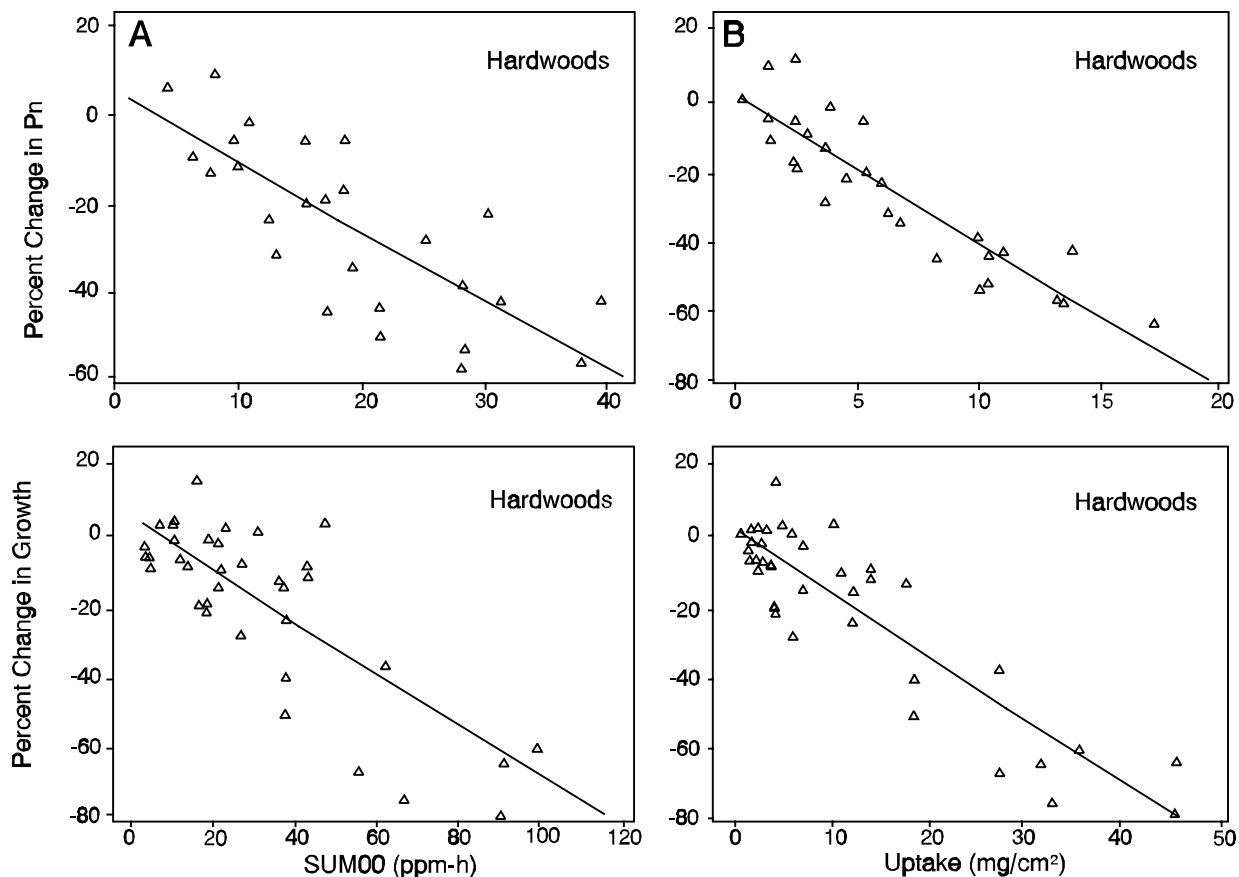 A
Hardwoods
Percent Change in Pn
20
0
-20
-40
-60
0 10 20 30 40
B
Hardwoods
20
0
-20
-40
-60
-80
0 5 10 15 20
Hardwoods
Percent Change in Growth
20
0
-20
-40
-60
-80
0 20 40 60 80 100 120
SUM00 (ppm-h)
Hardwoods
20
0
-20
-40
-60
-80
0 10 20 30 40 50
Uptake (mg/cm²)